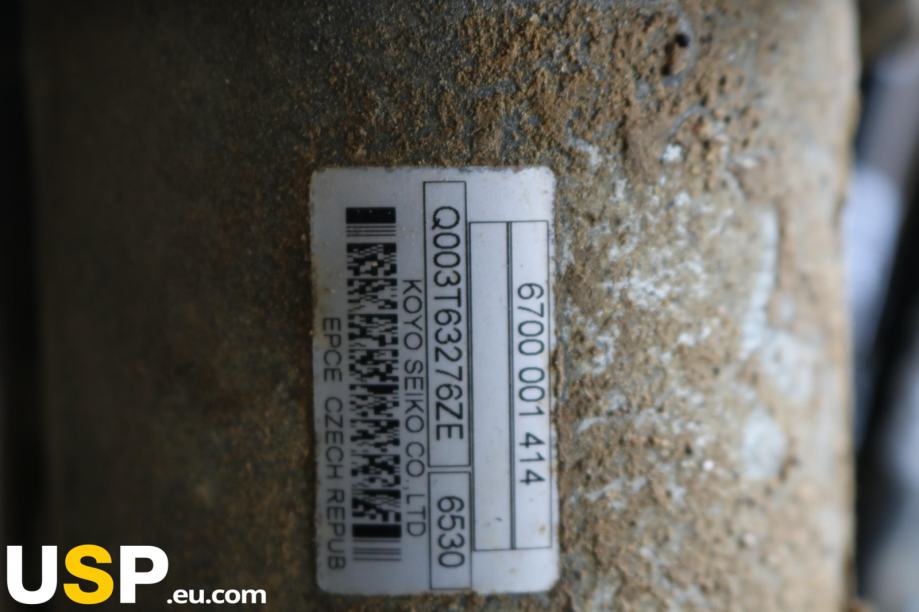 6700 001 414
Q003T63276ZE 6530
KOYO SEIKO CO.,LTD
EPCE CZECH REPUB
USP.eu.com